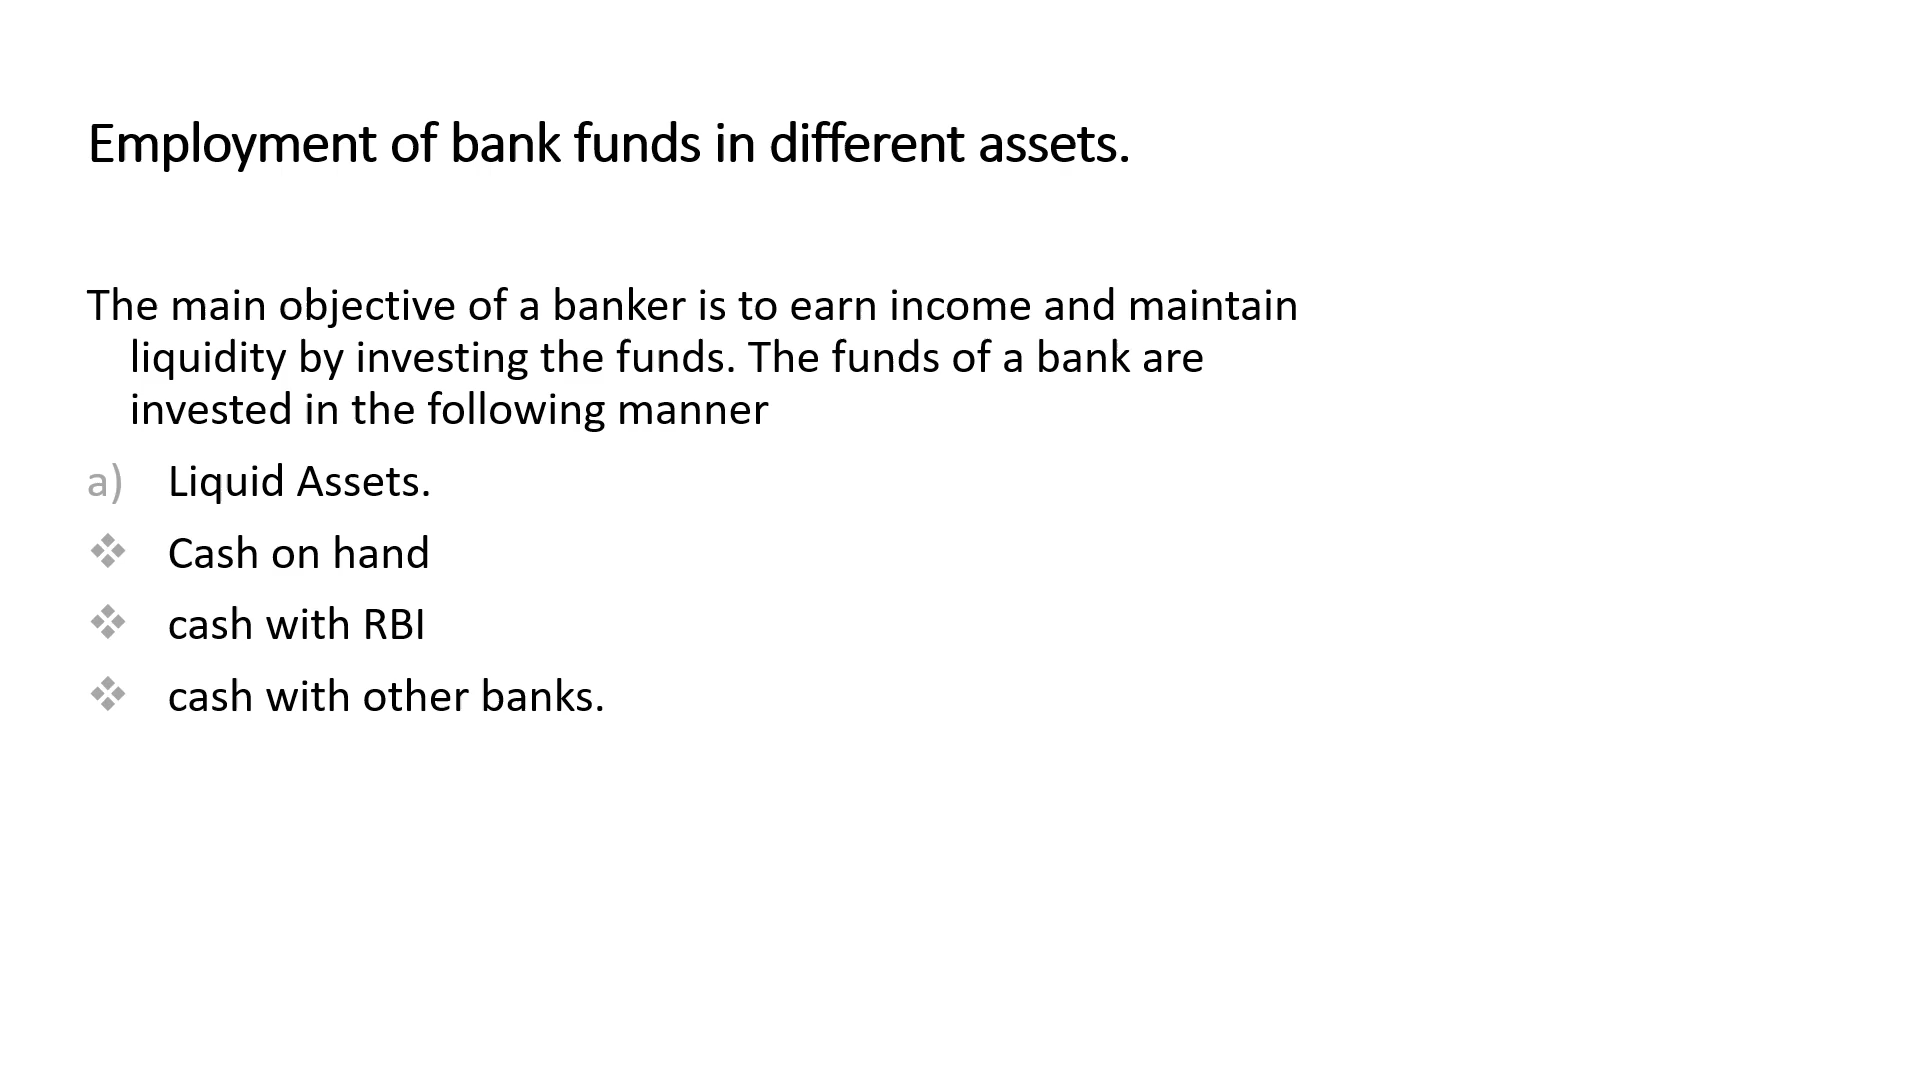 Employment of bank funds in different assets.
The main objective of a banker is to earn income and maintain
liquidity by investing the funds. The funds of a bank are
invested in the following manner
a) Liquid Assets.
❖ Cash on hand
❖ cash with RBI
❖ cash with other banks.